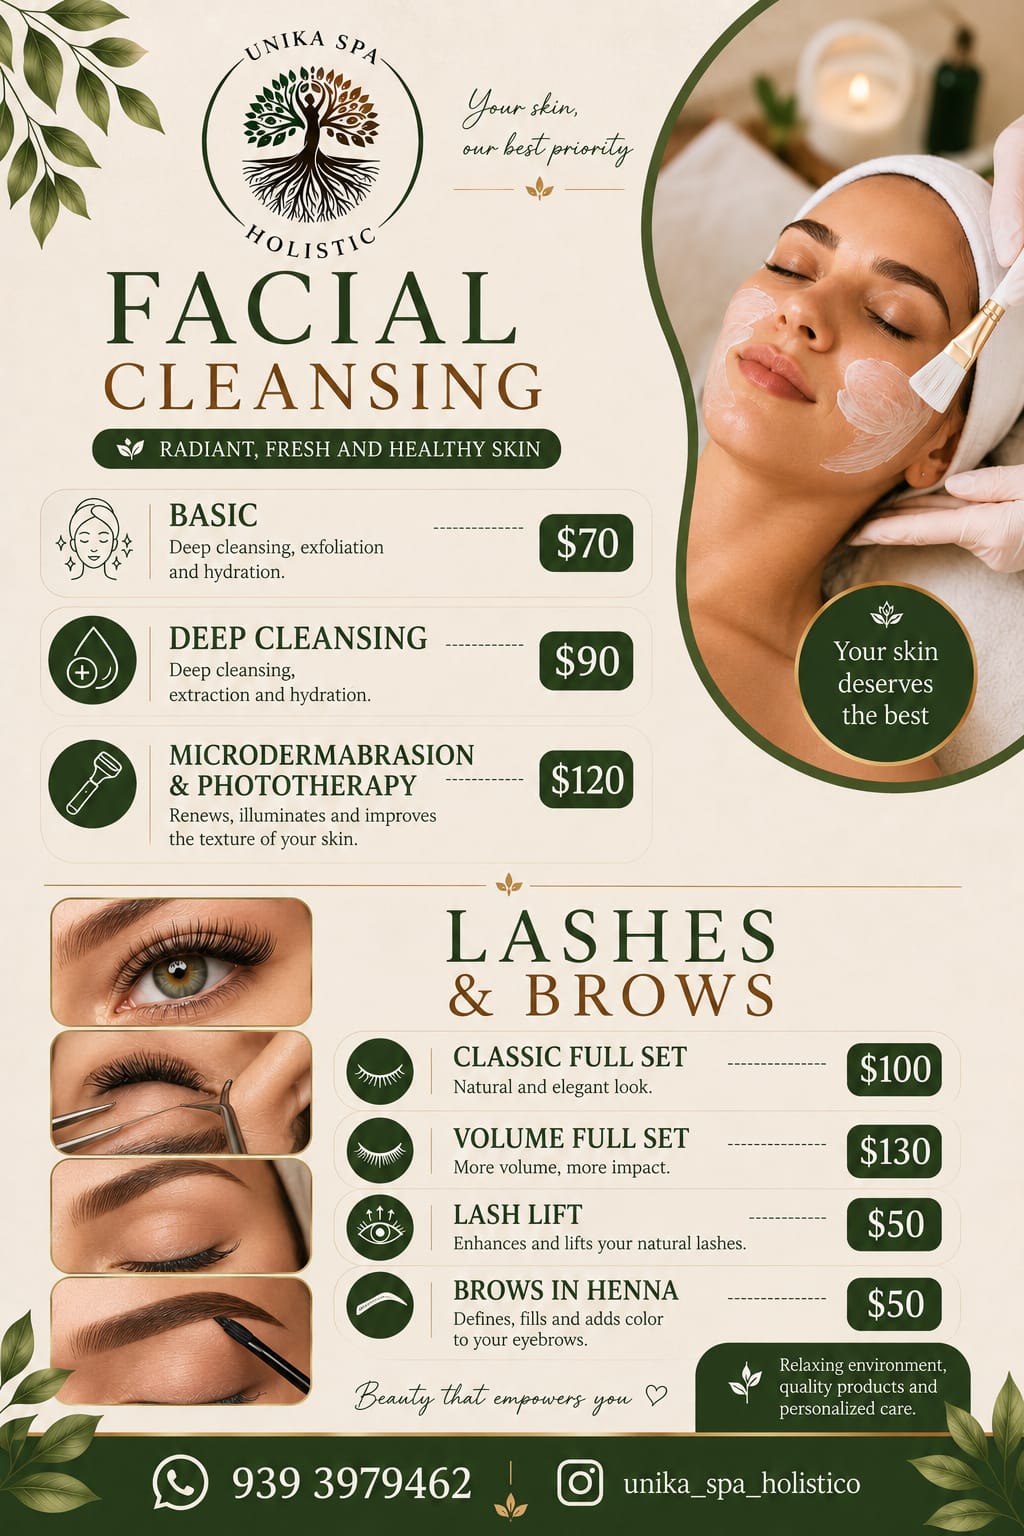 UNIKA SPA
HOLISTIC
Your skin,
our best priority
FACIAL
CLEANSING
RADIANT, FRESH AND HEALTHY SKIN
BASIC
Deep cleansing, exfoliation
and hydration.
$70
DEEP CLEANSING
Deep cleansing,
extraction and hydration.
$90
MICRODERMABRASION
& PHOTOTHERAPY
Renews, illuminates and improves
the texture of your skin.
$120
Your skin
deserves
the best
LASHES
& BROWS
CLASSIC FULL SET
Natural and elegant look.
$100
VOLUME FULL SET
More volume, more impact.
$130
LASH LIFT
Enhances and lifts your natural lashes.
$50
BROWS IN HENNA
Defines, fills and adds color
to your eyebrows.
$50
Beauty that empowers you
Relaxing environment,
quality products and
personalized care.
939 3979462
unika_spa_holistico